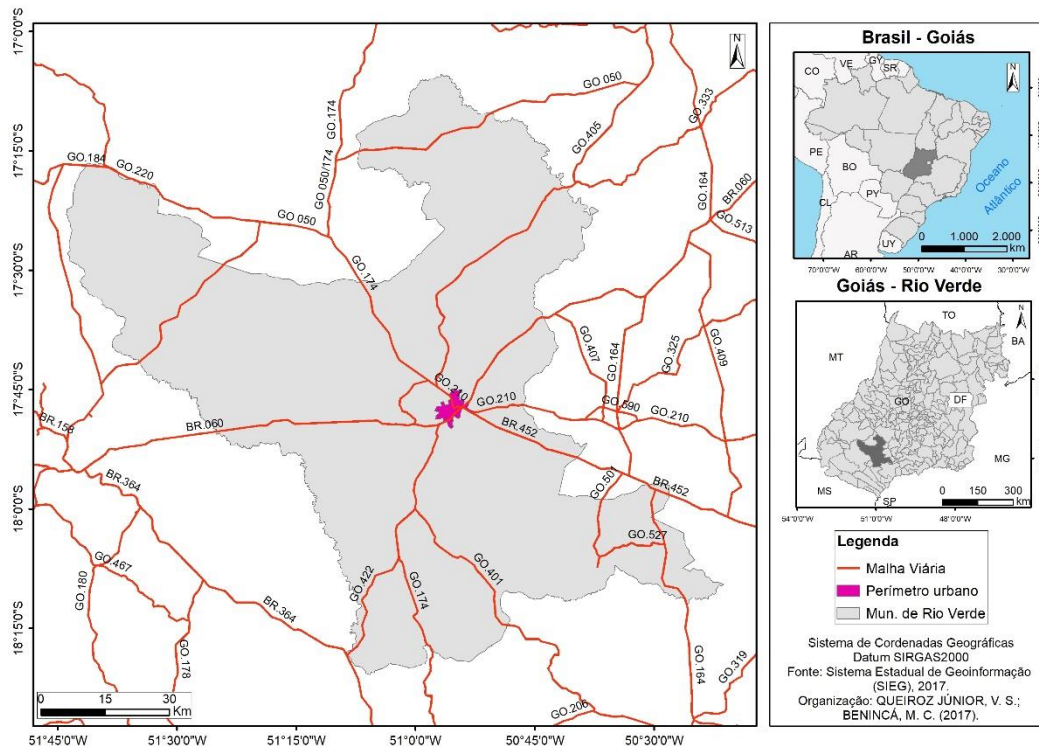 17°0'0"S
17°15'0"S
17°30'0"S
17°45'0"S
18°0'0"S
18°15'0"S
51°45'0"W
51°30'0"W
51°15'0"W
51°0'0"W
50°45'0"W
50°30'0"W
N
GO.174
GO 050
GO.405
GO.333
GO.184
GO.220
GO 050/174
GO.164
BR.060
GO.513
GO 050
GO.174
GO.407
GO.164
GO.325
GO.409
GO.210
GO.210
GO.590
GO.210
BR.158
BR.060
BR.452
BR.364
GO.501
BR.452
GO.527
GO.467
GO.180
GO.422
GO.174
GO.401
BR.364
GO.178
GO.164
GO.319
GO.206
0 15 30
Km
Brasil - Goiás
N
CO
VE
GY
SR
PE
BO
PY
CL
UY
AR
Oceano
Atlântico
0 1.000 2.000
km
70°0'0"W 60°0'0"W 50°0'0"W 40°0'0"W 30°0'0"W
Goiás - Rio Verde
N
TO
BA
MT
GO
DF
MG
MS
SP
0 150 300
km
54°0'0"W 51°0'0"W 48°0'0"W
Legenda
Malha Viária
Perímetro urbano
Mun. de Rio Verde
Sistema de Cordenadas Geográficas
Datum SIRGAS2000
Fonte: Sistema Estadual de Geoinformação
(SIEG), 2017.
Organização: QUEIROZ JÚNIOR, V. S.;
BENINCÁ, M. C. (2017).